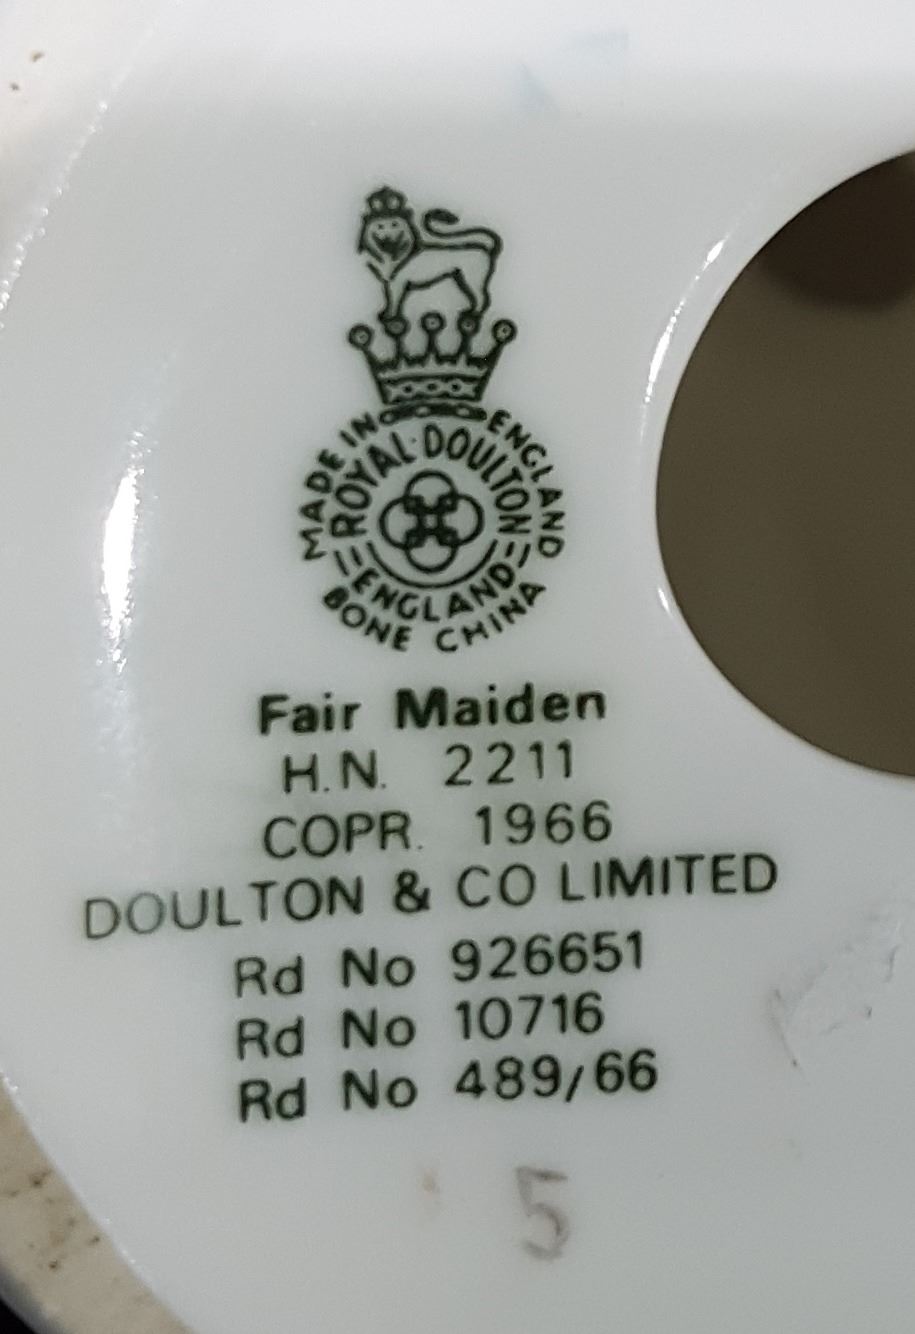 MADE IN ENGLAND
ROYAL·DOULTON
ENGLAND
BONE CHINA
Fair Maiden
H.N. 2211
COPR. 1966
DOULTON & CO LIMITED
Rd No 926651
Rd No 10716
Rd No 489/66
5